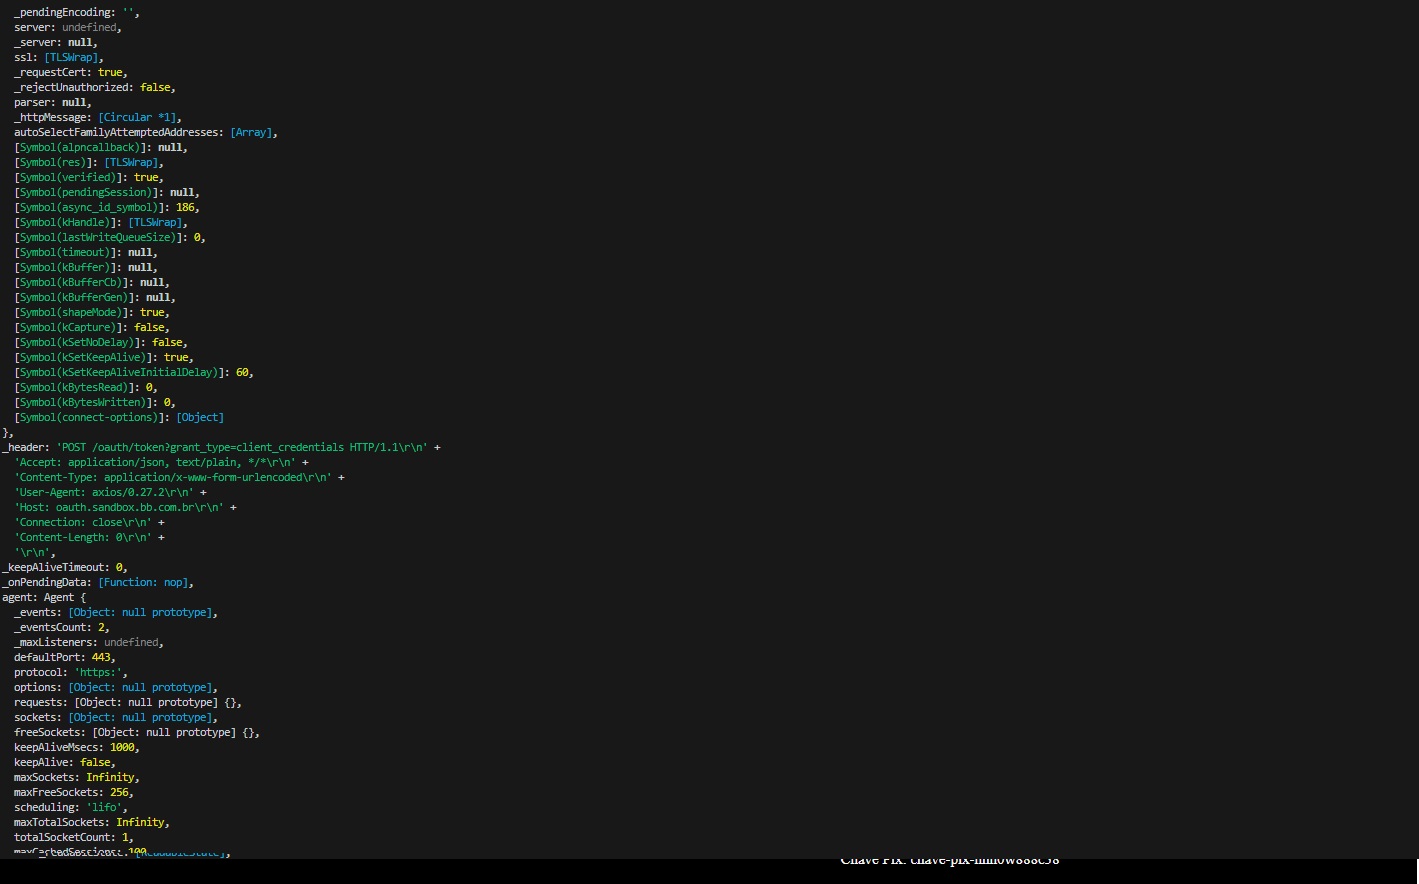 _pendingEncoding: '',
server: undefined,
_server: null,
ssl: [TLSWrap],
_requestCert: true,
_rejectUnauthorized: false,
parser: null,
_httpMessage: [Circular *1],
autoSelectFamilyAttemptedAddresses: [Array],
[Symbol(alpncallback)]: null,
[Symbol(res)]: [TLSWrap],
[Symbol(verified)]: true,
[Symbol(pendingSession)]: null,
[Symbol(async_id_symbol)]: 186,
[Symbol(kHandle)]: [TLSWrap],
[Symbol(lastWriteQueueSize)]: 0,
[Symbol(timeout)]: null,
[Symbol(kBuffer)]: null,
[Symbol(kBufferCb)]: null,
[Symbol(kBufferGen)]: null,
[Symbol(shapeMode)]: true,
[Symbol(kCapture)]: false,
[Symbol(kSetNoDelay)]: false,
[Symbol(kSetKeepAlive)]: true,
[Symbol(kSetKeepAliveInitialDelay)]: 60,
[Symbol(kBytesRead)]: 0,
[Symbol(kBytesWritten)]: 0,
[Symbol(connect-options)]: [Object]
},
_header: 'POST /oauth/token?grant_type=client_credentials HTTP/1.1\r\n' +
'Accept: application/json, text/plain, */*\r\n' +
'Content-Type: application/x-www-form-urlencoded\r\n' +
'User-Agent: axios/0.27.2\r\n' +
'Host: oauth.sandbox.bb.com.br\r\n' +
'Connection: close\r\n' +
'Content-Length: 0\r\n' +
'\r\n',
_keepAliveTimeout: 0,
_onPendingData: [Function: nop],
agent: Agent {
_events: [Object: null prototype],
_eventsCount: 2,
_maxListeners: undefined,
defaultPort: 443,
protocol: 'https:',
options: [Object: null prototype],
requests: [Object: null prototype] {},
sockets: [Object: null prototype],
freeSockets: [Object: null prototype] {},
keepAliveMsecs: 1000,
keepAlive: false,
maxSockets: Infinity,
maxFreeSockets: 256,
scheduling: 'lifo',
maxTotalSockets: Infinity,
totalSocketCount: 1,
maxCachedSessions: 100
Chave Pix: